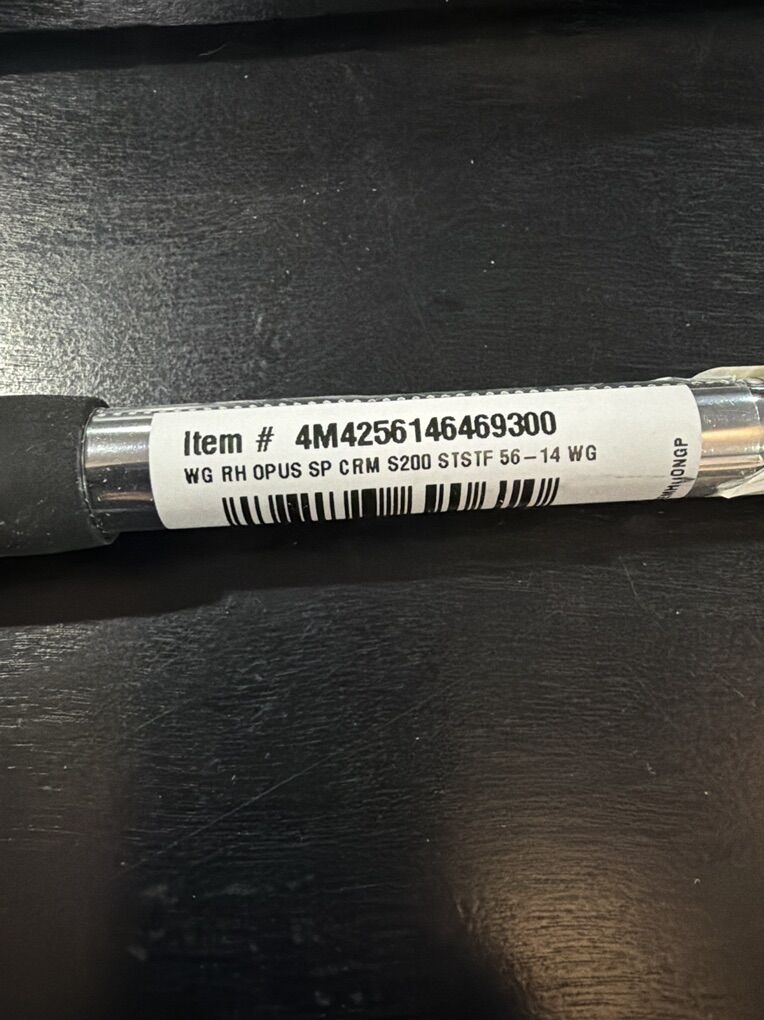 Item # 4M4256146469300
WG RH OPUS SP CRM S200 STSTF 56-14 WG